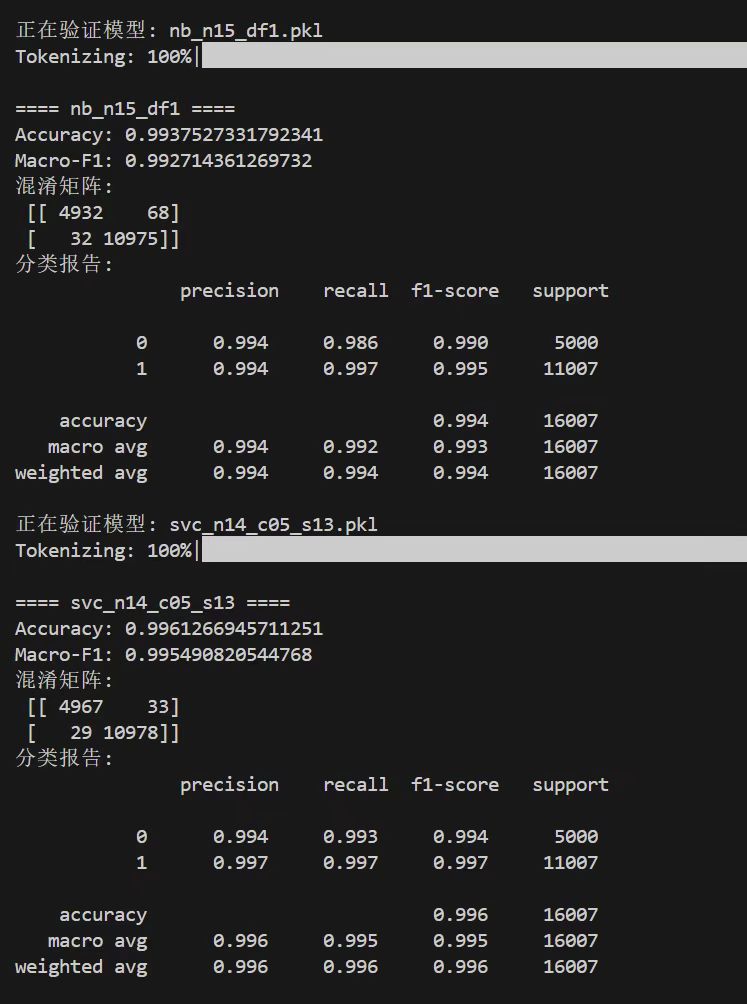 正在验证模型: nb_n15_df1.pkl
Tokenizing: 100%|
==== nb_n15_df1 ====
Accuracy: 0.9937527331792341
Macro-F1: 0.992714361269732
混淆矩阵:
[[ 4932 68]
[ 32 10975]]
分类报告:
precision recall f1-score support
0 0.994 0.986 0.990 5000
1 0.994 0.997 0.995 11007
accuracy 0.994 16007
macro avg 0.994 0.992 0.993 16007
weighted avg 0.994 0.994 0.994 16007
正在验证模型: svc_n14_c05_s13.pkl
Tokenizing: 100%|
==== svc_n14_c05_s13 ====
Accuracy: 0.9961266945711251
Macro-F1: 0.995490820544768
混淆矩阵:
[[ 4967 33]
[ 29 10978]]
分类报告:
precision recall f1-score support
0 0.994 0.993 0.994 5000
1 0.997 0.997 0.997 11007
accuracy 0.996 16007
macro avg 0.996 0.995 0.995 16007
weighted avg 0.996 0.996 0.996 16007